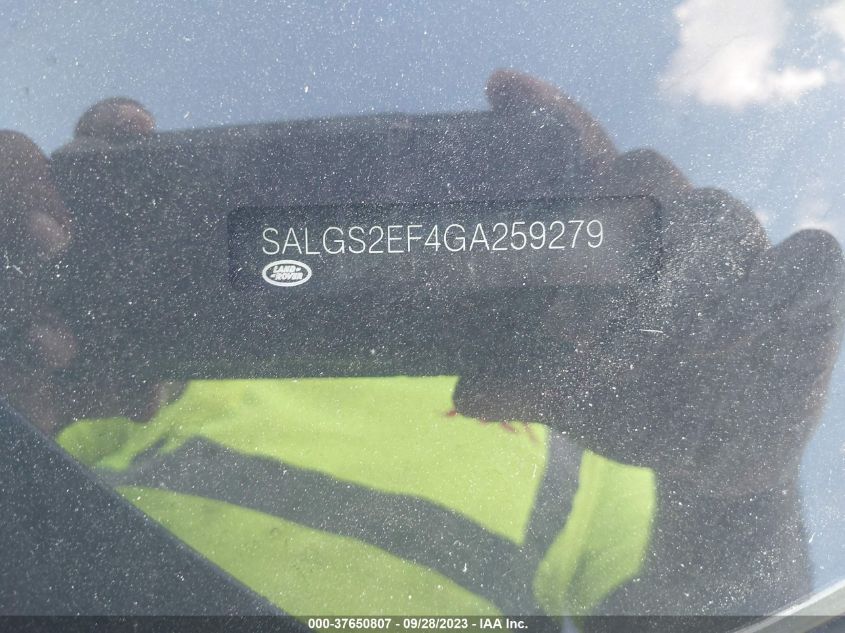 SALGS2EF4GA259279
LAND-
-ROVER
000-37650807 - 09/28/2023 - IAA Inc.